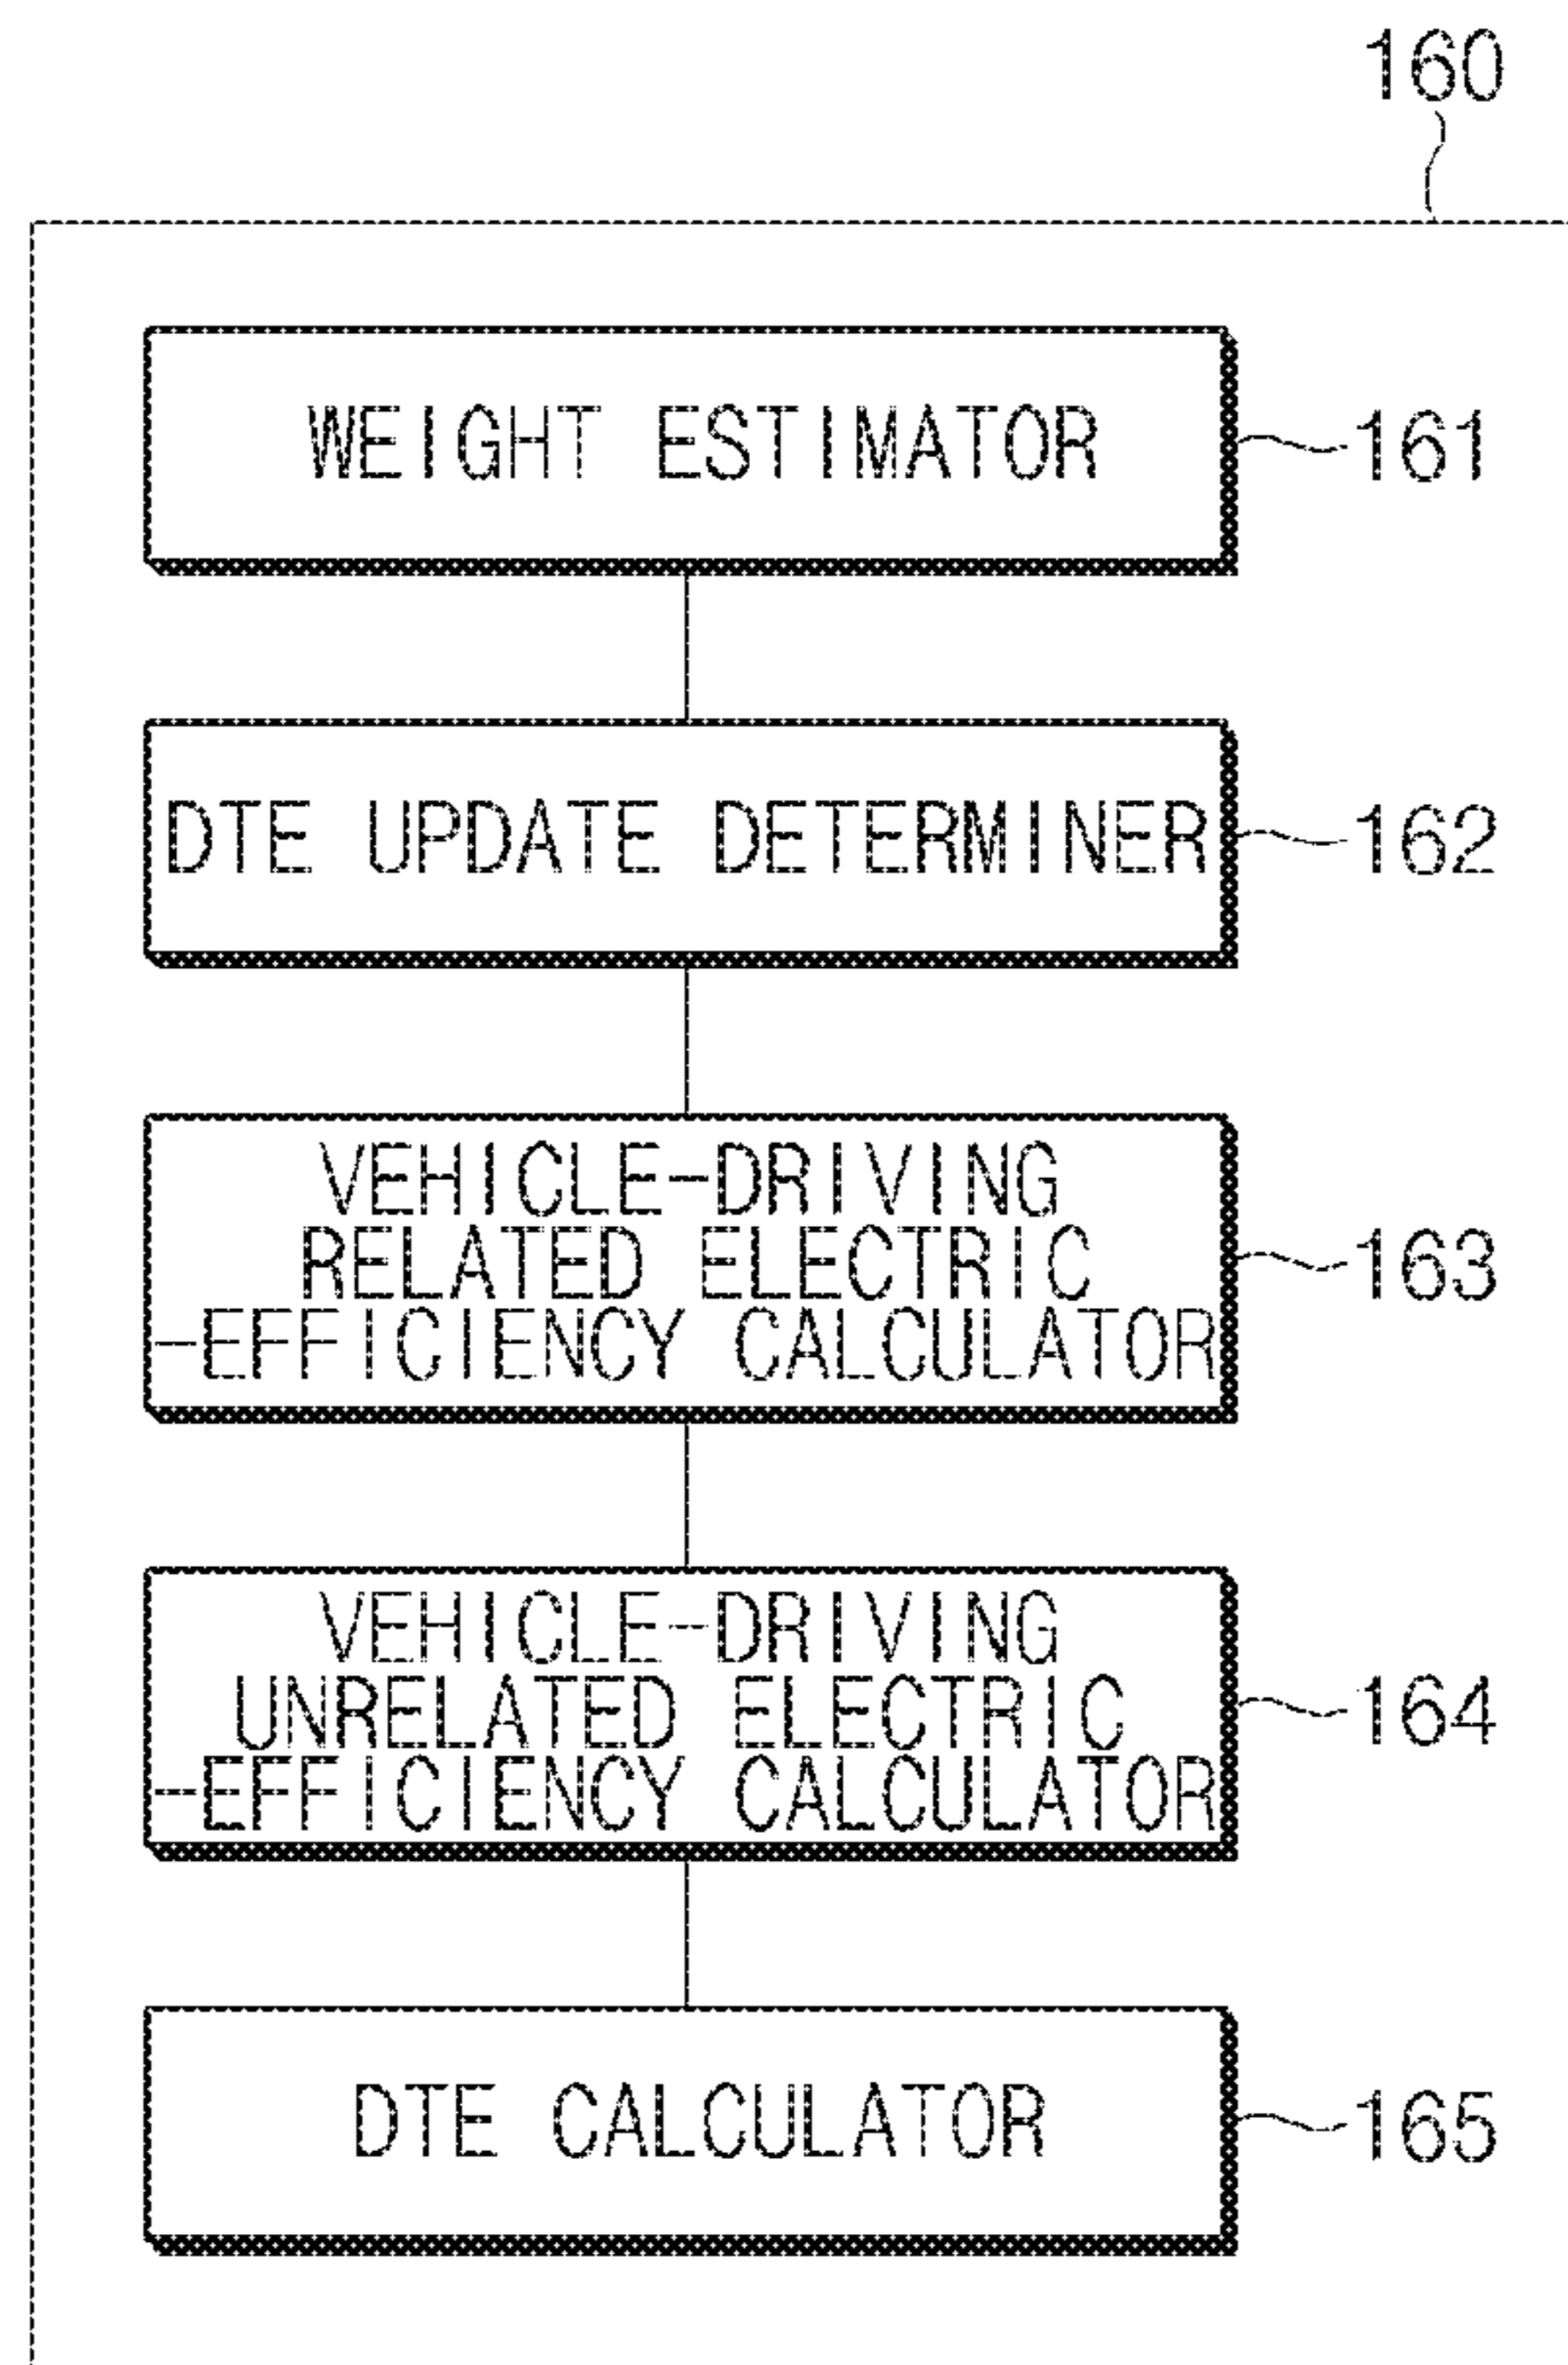 160
WEIGHT ESTIMATOR
161
DTE UPDATE DETERMINER
162
VEHICLE-DRIVING
RELATED ELECTRIC
-EFFICIENCY CALCULATOR
163
VEHICLE-DRIVING
UNRELATED ELECTRIC
-EFFICIENCY CALCULATOR
164
DTE CALCULATOR
165